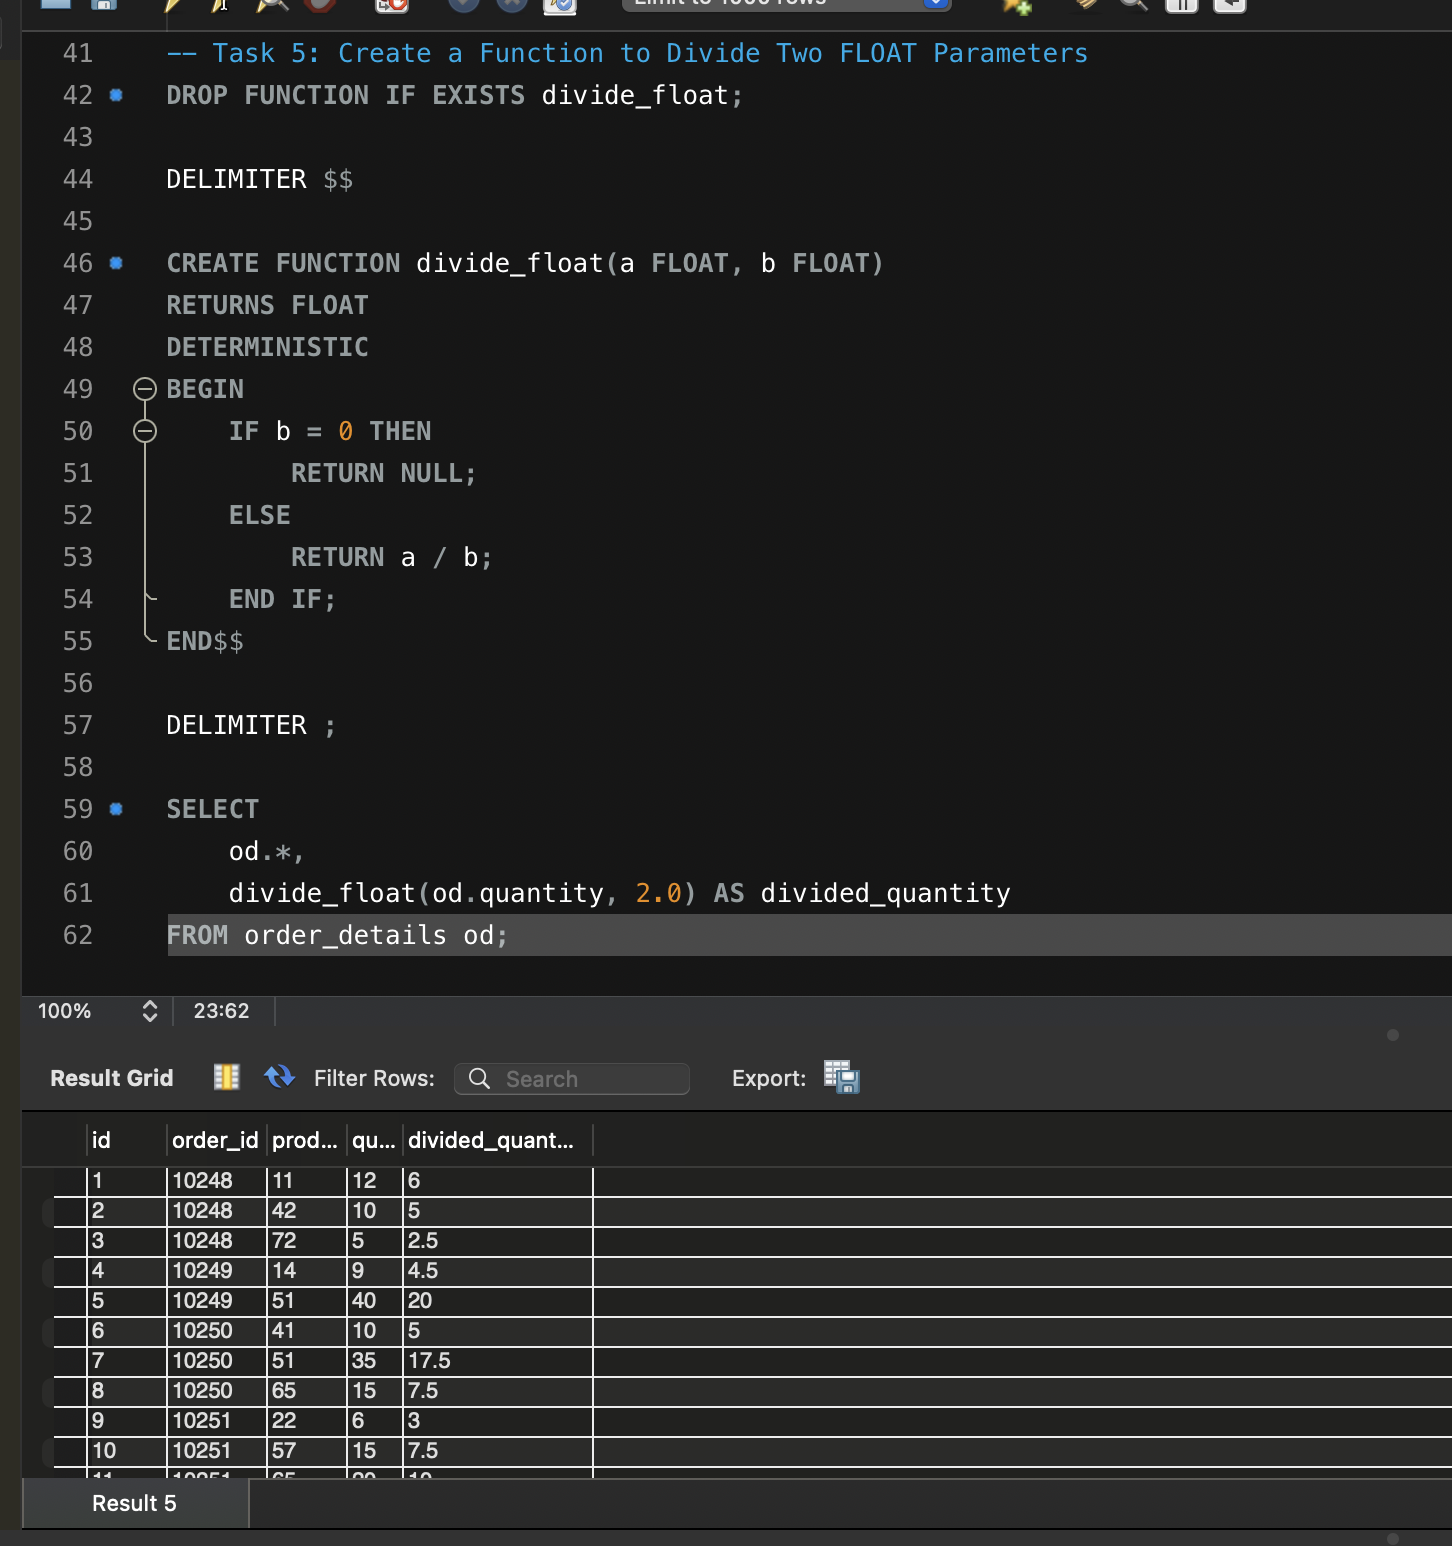 Limit to 1000 rows
41 -- Task 5: Create a Function to Divide Two FLOAT Parameters
42 DROP FUNCTION IF EXISTS divide_float;
43
44 DELIMITER $$
45
46 CREATE FUNCTION divide_float(a FLOAT, b FLOAT)
47 RETURNS FLOAT
48 DETERMINISTIC
49 BEGIN
50 IF b = 0 THEN
51 RETURN NULL;
52 ELSE
53 RETURN a / b;
54 END IF;
55 END$$
56
57 DELIMITER ;
58
59 SELECT
60 od.*,
61 divide_float(od.quantity, 2.0) AS divided_quantity
62 FROM order_details od;
100% 23:62
Result Grid Filter Rows: Search Export:
id order_id prod... qu... divided_quant...
1 10248 11 12 6
2 10248 42 10 5
3 10248 72 5 2.5
4 10249 14 9 4.5
5 10249 51 40 20
6 10250 41 10 5
7 10250 51 35 17.5
8 10250 65 15 7.5
9 10251 22 6 3
10 10251 57 15 7.5
11 10251 65 20 10
Result 5